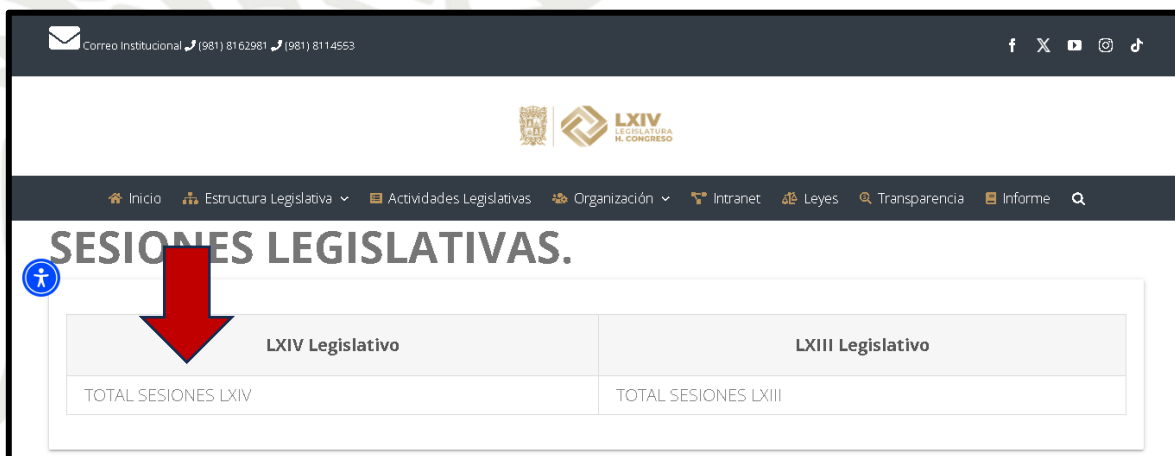 Correo Institucional (981) 8162981 (981) 8114553
LXIV
LEGISLATURA
H. CONGRESO
Inicio Estructura Legislativa Actividades Legislativas Organización Intranet Leyes Transparencia Informe
SESIONES LEGISLATIVAS.
LXIV Legislativo LXIII Legislativo
TOTAL SESIONES LXIV TOTAL SESIONES LXIII